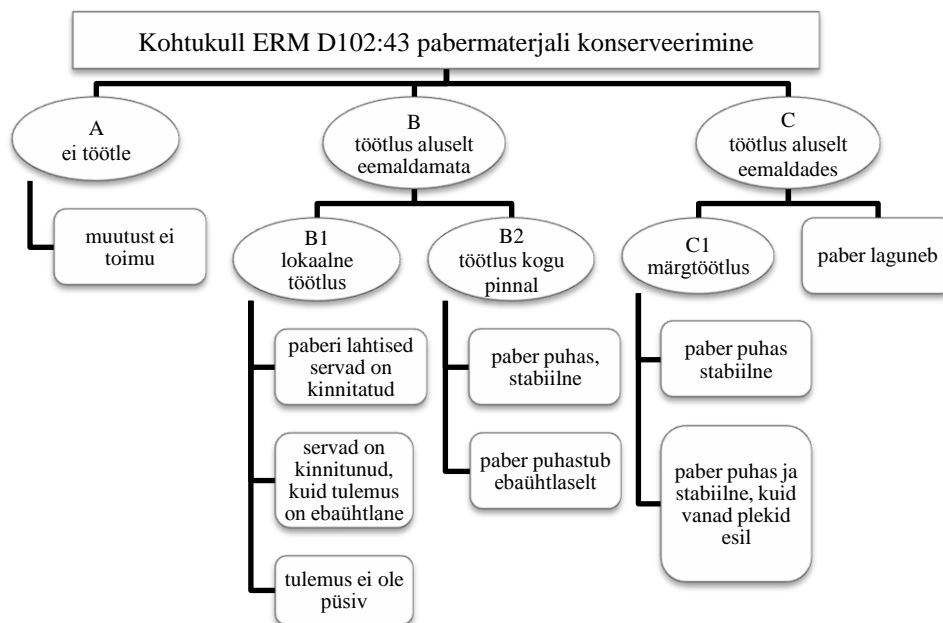 Kohtukull ERM D102:43 pabermaterjali konserveerimine
A
ei töötle
muutust ei
toimu
B
töötlus aluselt
eemaldamata
B1
lokaalne
töötlus
paberi lahtised
servad on
kinnitatud
servad on
kinnitunud,
kuid tulemus
on ebaühtlane
tulemus ei ole
püsiv
B2
töötlus kogu
pinnal
paber puhas,
stabiilne
paber puhastub
ebaühtlaselt
C
töötlus aluselt
eemaldades
C1
märgtöötlus
paber puhas
stabiilne
paber puhas ja
stabiilne, kuid
vanad plekid
esil
paber laguneb